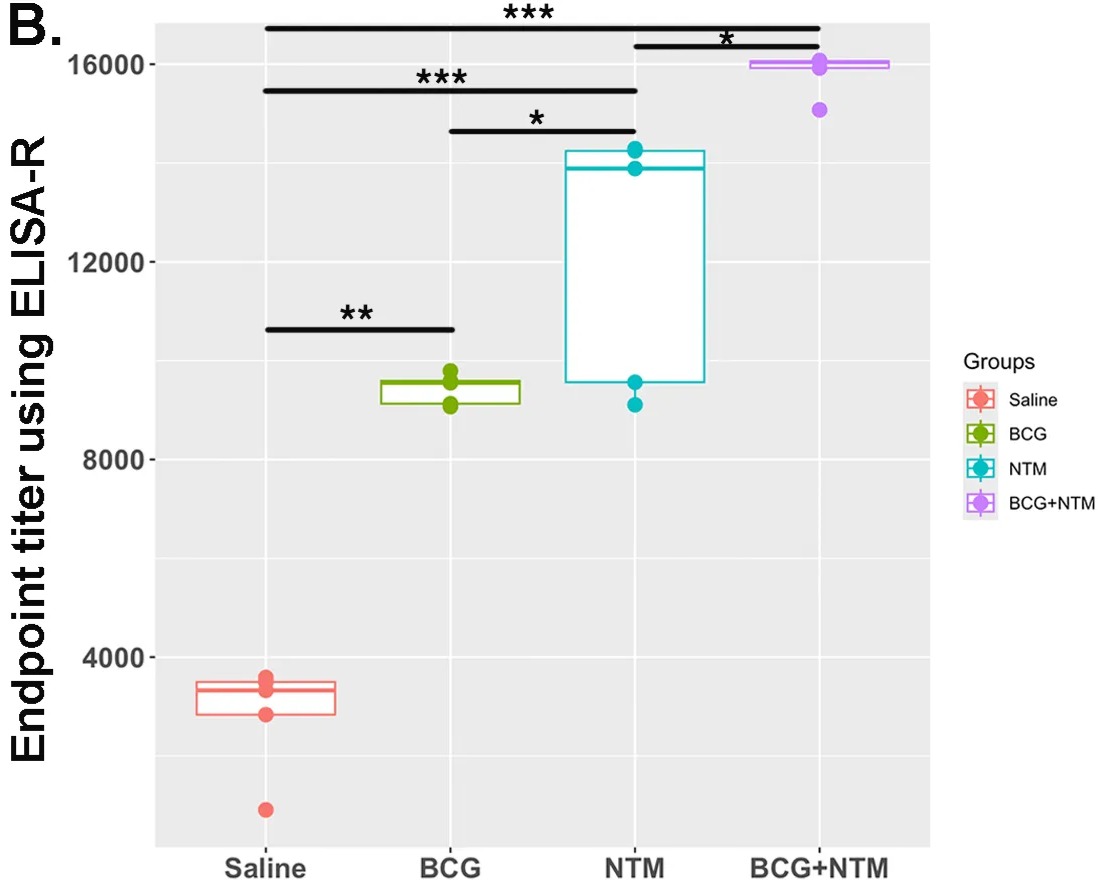 B.
***
*
***
*
**
Endpoint titer using ELISA-R
16000
12000
8000
4000
Saline
BCG
NTM
BCG+NTM
Groups
Saline
BCG
NTM
BCG+NTM